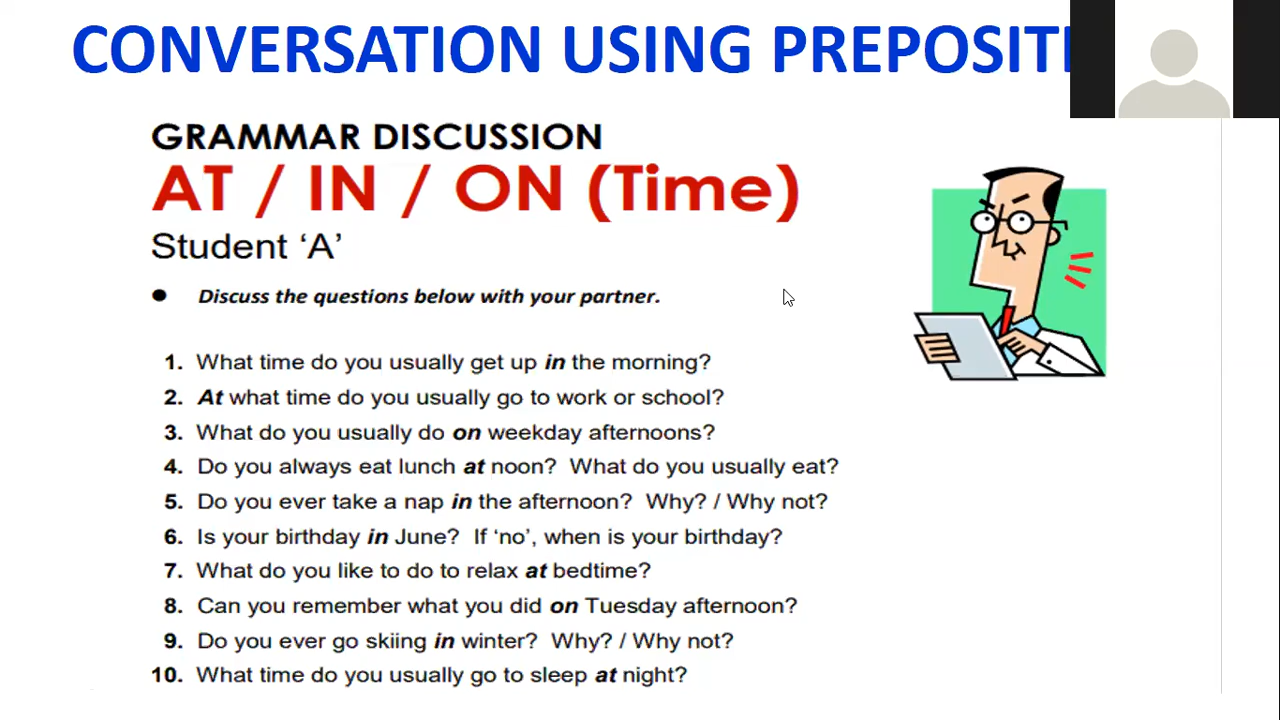 CONVERSATION USING
GRAMMAR DISCUSSION
AT / IN / ON (Time)
Student ‘A’
● Discuss the questions below with your partner.
1. What time do you usually get up in the morning?
2. At what time do you usually go to work or school?
3. What do you usually do on weekday afternoons?
4. Do you always eat lunch at noon? What do you usually eat?
5. Do you ever take a nap in the afternoon? Why? / Why not?
6. Is your birthday in June? If ‘no’, when is your birthday?
7. What do you like to do to relax at bedtime?
8. Can you remember what you did on Tuesday afternoon?
9. Do you ever go skiing in winter? Why? / Why not?
10. What time do you usually go to sleep at night?